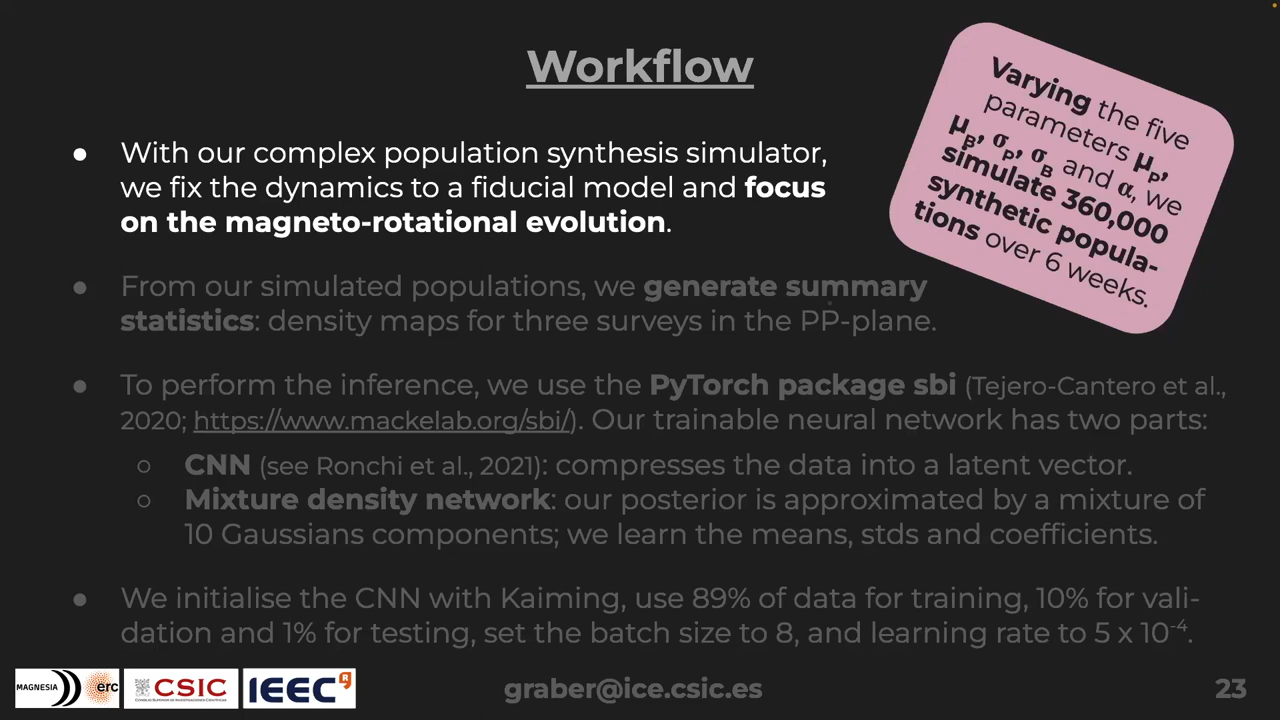 Workflow
Varying the five
parameters μP,
μB, σP, σB and α, we
simulate 360,000
synthetic popula-
tions over 6 weeks.
● With our complex population synthesis simulator,
we fix the dynamics to a fiducial model and focus
on the magneto-rotational evolution.
● From our simulated populations, we generate summary
statistics: density maps for three surveys in the PP-plane.
● To perform the inference, we use the PyTorch package sbi (Tejero-Cantero et al.,
2020; https://www.mackelab.org/sbi/). Our trainable neural network has two parts:
○ CNN (see Ronchi et al., 2021): compresses the data into a latent vector.
○ Mixture density network: our posterior is approximated by a mixture of
10 Gaussians components; we learn the means, stds and coefficients.
● We initialise the CNN with Kaiming, use 89% of data for training, 10% for vali-
dation and 1% for testing, set the batch size to 8, and learning rate to 5 x 10⁻⁴.
MAGNESIA erc CSIC IEEC R graber@ice.csic.es 23